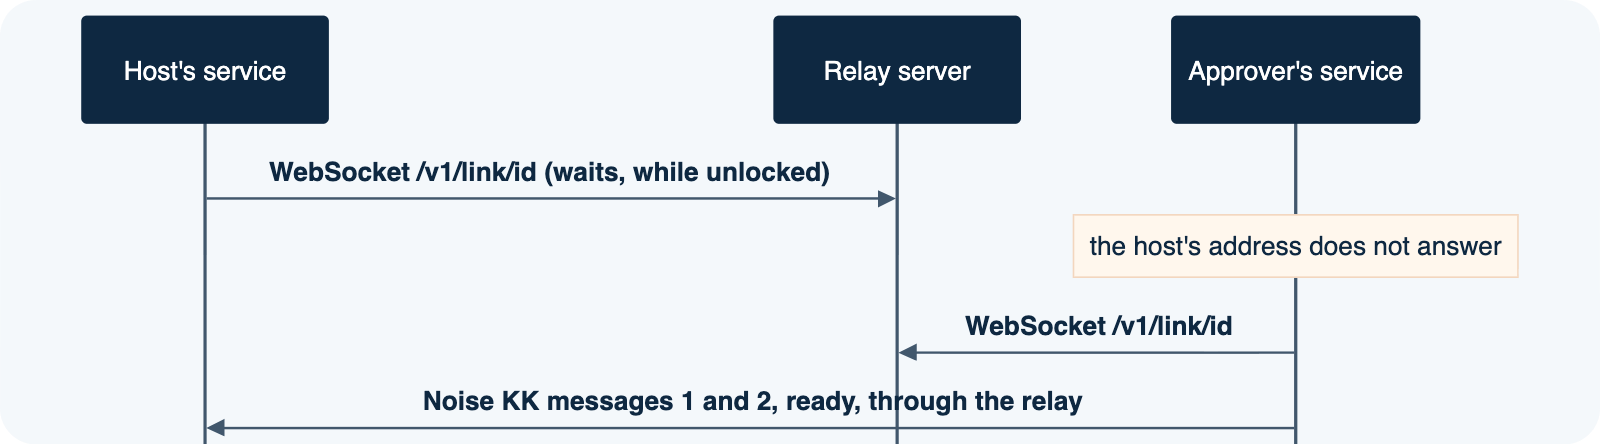 Host's service
Relay server
Approver's service
WebSocket /v1/link/id (waits, while unlocked)
the host's address does not answer
WebSocket /v1/link/id
Noise KK messages 1 and 2, ready, through the relay